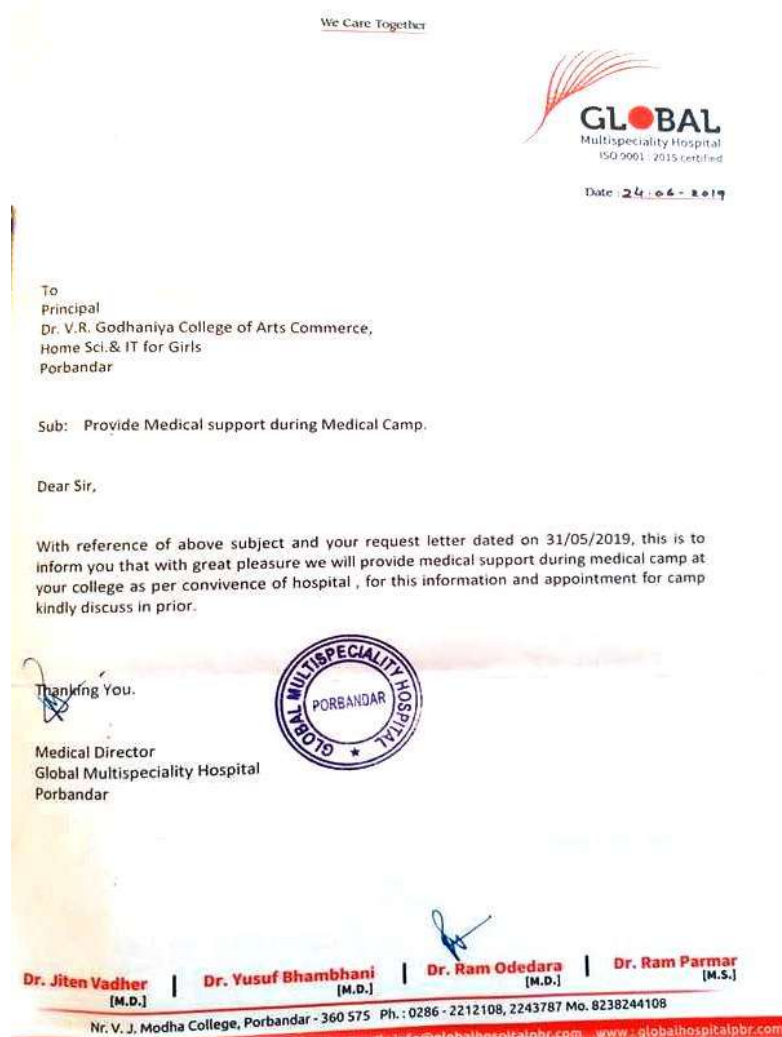 We Care Together
GLOBAL
Multispeciality Hospital
ISO 9001 : 2015 certified
Date : 24-06-2019
To
Principal
Dr. V.R. Godhaniya College of Arts Commerce,
Home Sci.& IT for Girls
Porbandar
Sub: Provide Medical support during Medical Camp.
Dear Sir,
With reference of above subject and your request letter dated on 31/05/2019, this is to
inform you that with great pleasure we will provide medical support during medical camp at
your college as per convivence of hospital , for this information and appointment for camp
kindly discuss in prior.
Thanking You.
GLOBAL MULTISPECIALITY HOSPITAL
PORBANDAR
Medical Director
Global Multispeciality Hospital
Porbandar
Dr. Jiten Vadher | Dr. Yusuf Bhambhani | Dr. Ram Odedara | Dr. Ram Parmar
[M.D.] [M.D.] [M.D.] [M.S.]
Nr. V. J. Modha College, Porbandar - 360 575 Ph. : 0286 - 2212108, 2243787 Mo. 8238244108
www : globalhospitalpbr.com